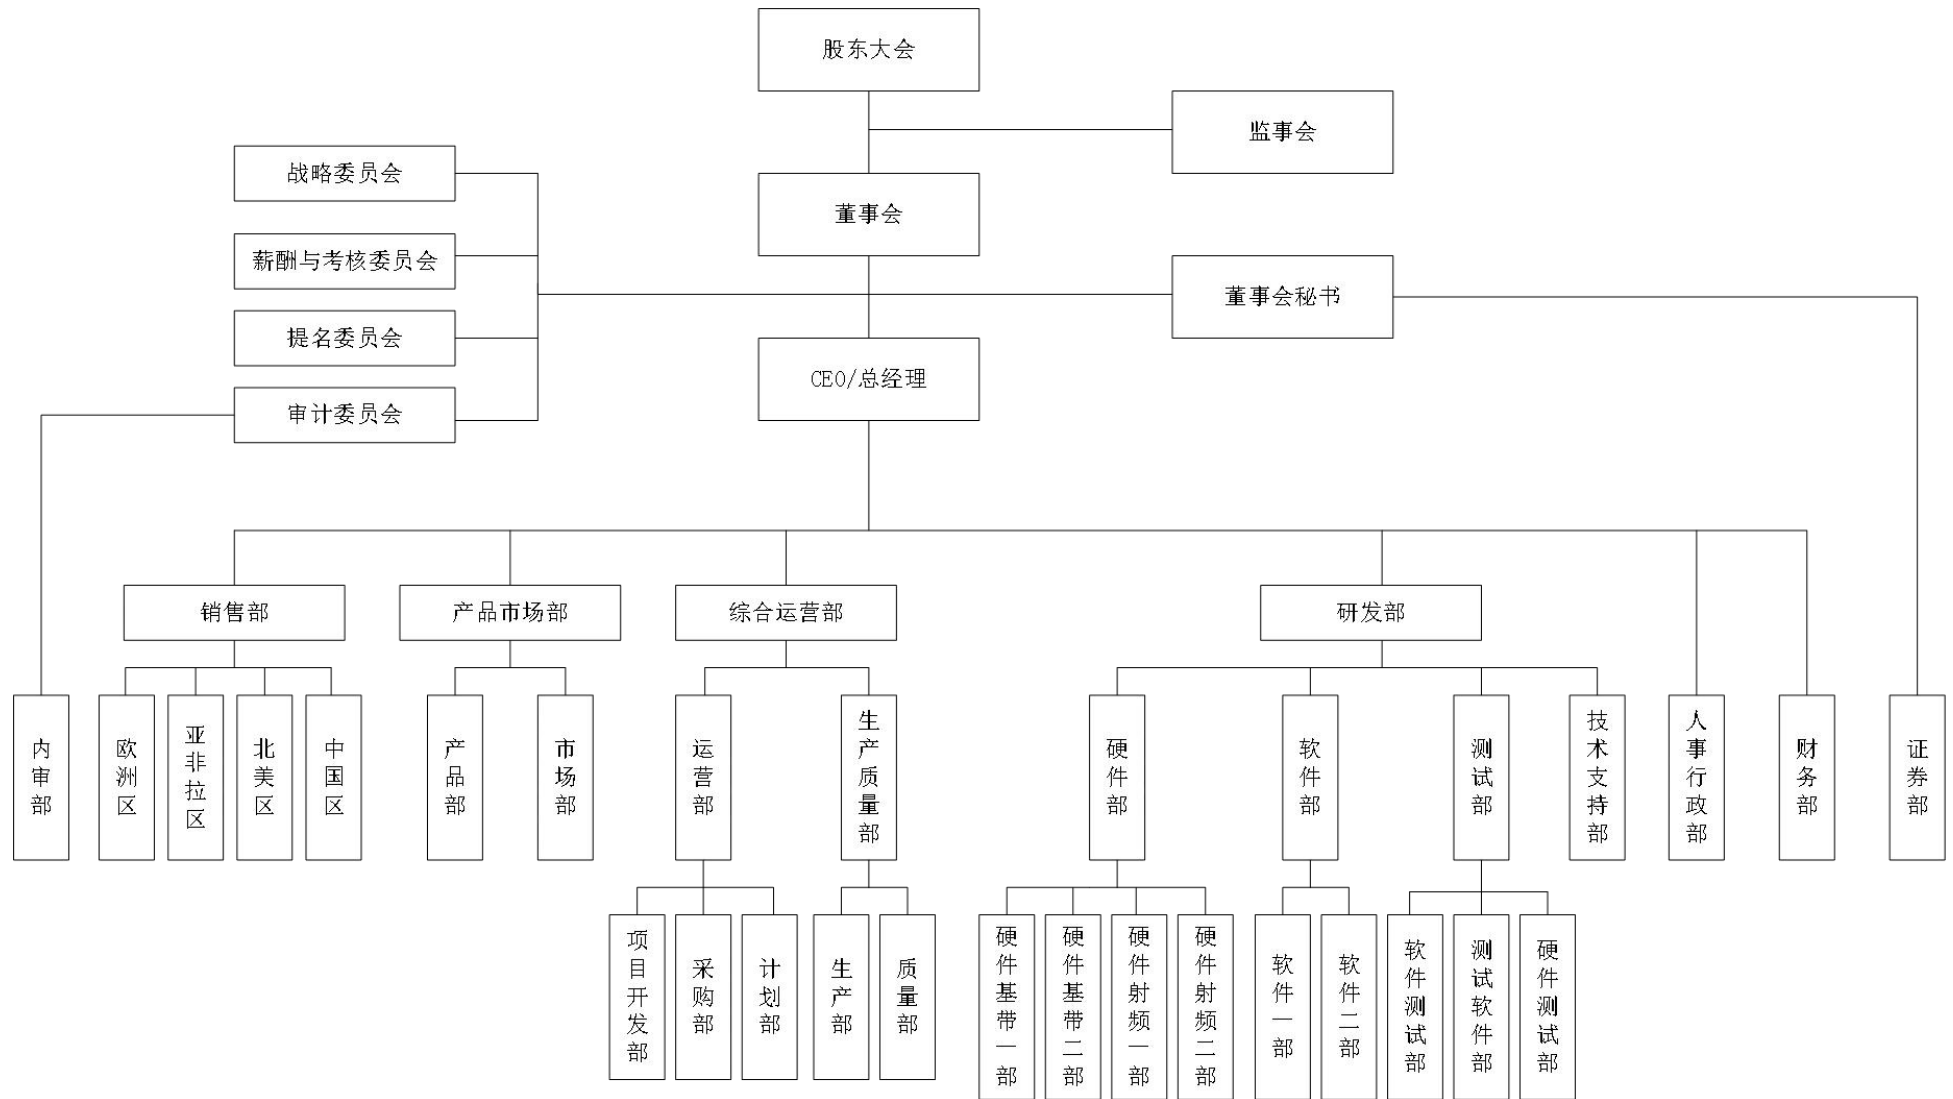 股东大会
监事会
战略委员会
董事会
薪酬与考核委员会
董事会秘书
提名委员会
CEO/总经理
审计委员会
销售部
产品市场部
综合运营部
研发部
内审部
欧洲区
亚非拉区
北美区
中国区
产品部
市场部
运营部
生产质量部
硬件部
软件部
测试部
技术支持部
人事行政部
财务部
证券部
项目开发部
采购部
计划部
生产部
质量部
硬件基带一部
硬件基带二部
硬件射频一部
硬件射频二部
软件一部
软件二部
软件测试部
测试软件部
硬件测试部